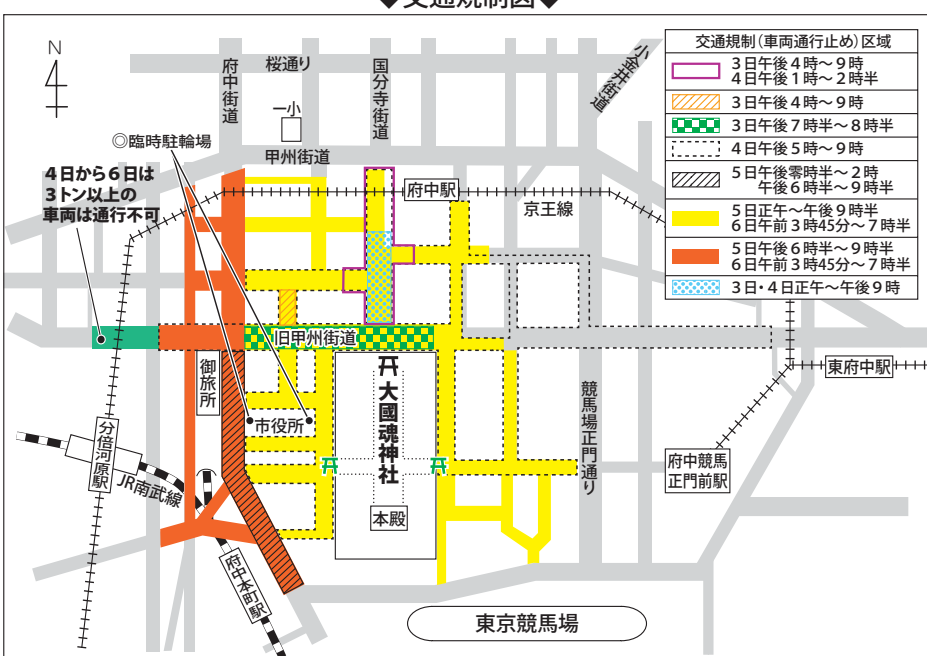 ◆交通規制図◆
N
府中街道
桜通り
国分寺街道
小金井街道
一小
◎臨時駐輪場
甲州街道
4日から6日は
3トン以上の
車両は通行不可
府中駅
京王線
交通規制(車両通行止め)区域
3日午後4時～9時
4日午後1時～2時半
3日午後4時～9時
3日午後7時半～8時半
4日午後5時～9時
5日午後零時半～2時
午後6時半～9時半
5日正午～午後9時半
6日午前3時45分～7時半
5日午後6時半～9時半
6日午前3時45分～7時半
3日・4日正午～午後9時
旧甲州街道
御旅所
大國魂神社
競馬場正門通り
東府中駅
市役所
分倍河原駅
JR南武線
府中競馬
正門前駅
本殿
府中本町駅
東京競馬場